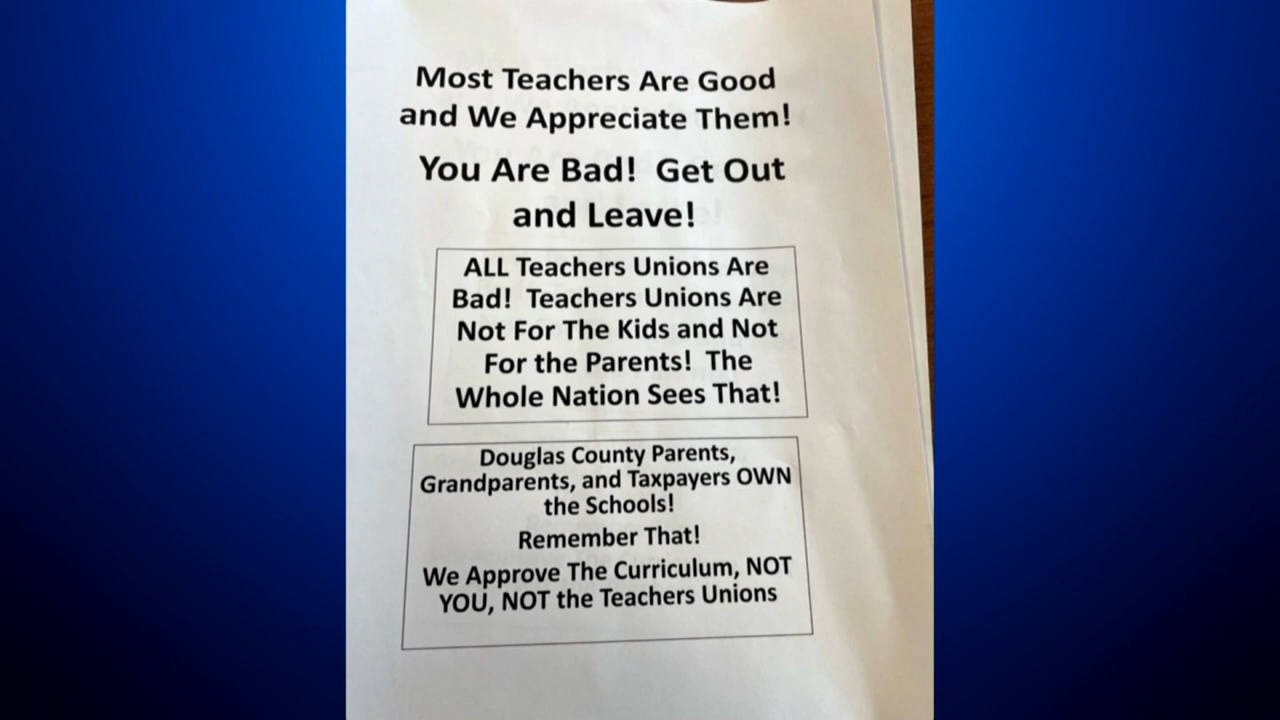 Most Teachers Are Good
and We Appreciate Them!
You Are Bad!  Get Out
and Leave!
ALL Teachers Unions Are
Bad!  Teachers Unions Are
Not For The Kids and Not
For the Parents!  The
Whole Nation Sees That!
Douglas County Parents,
Grandparents, and Taxpayers OWN
the Schools!
Remember That!
We Approve The Curriculum, NOT
YOU, NOT the Teachers Unions